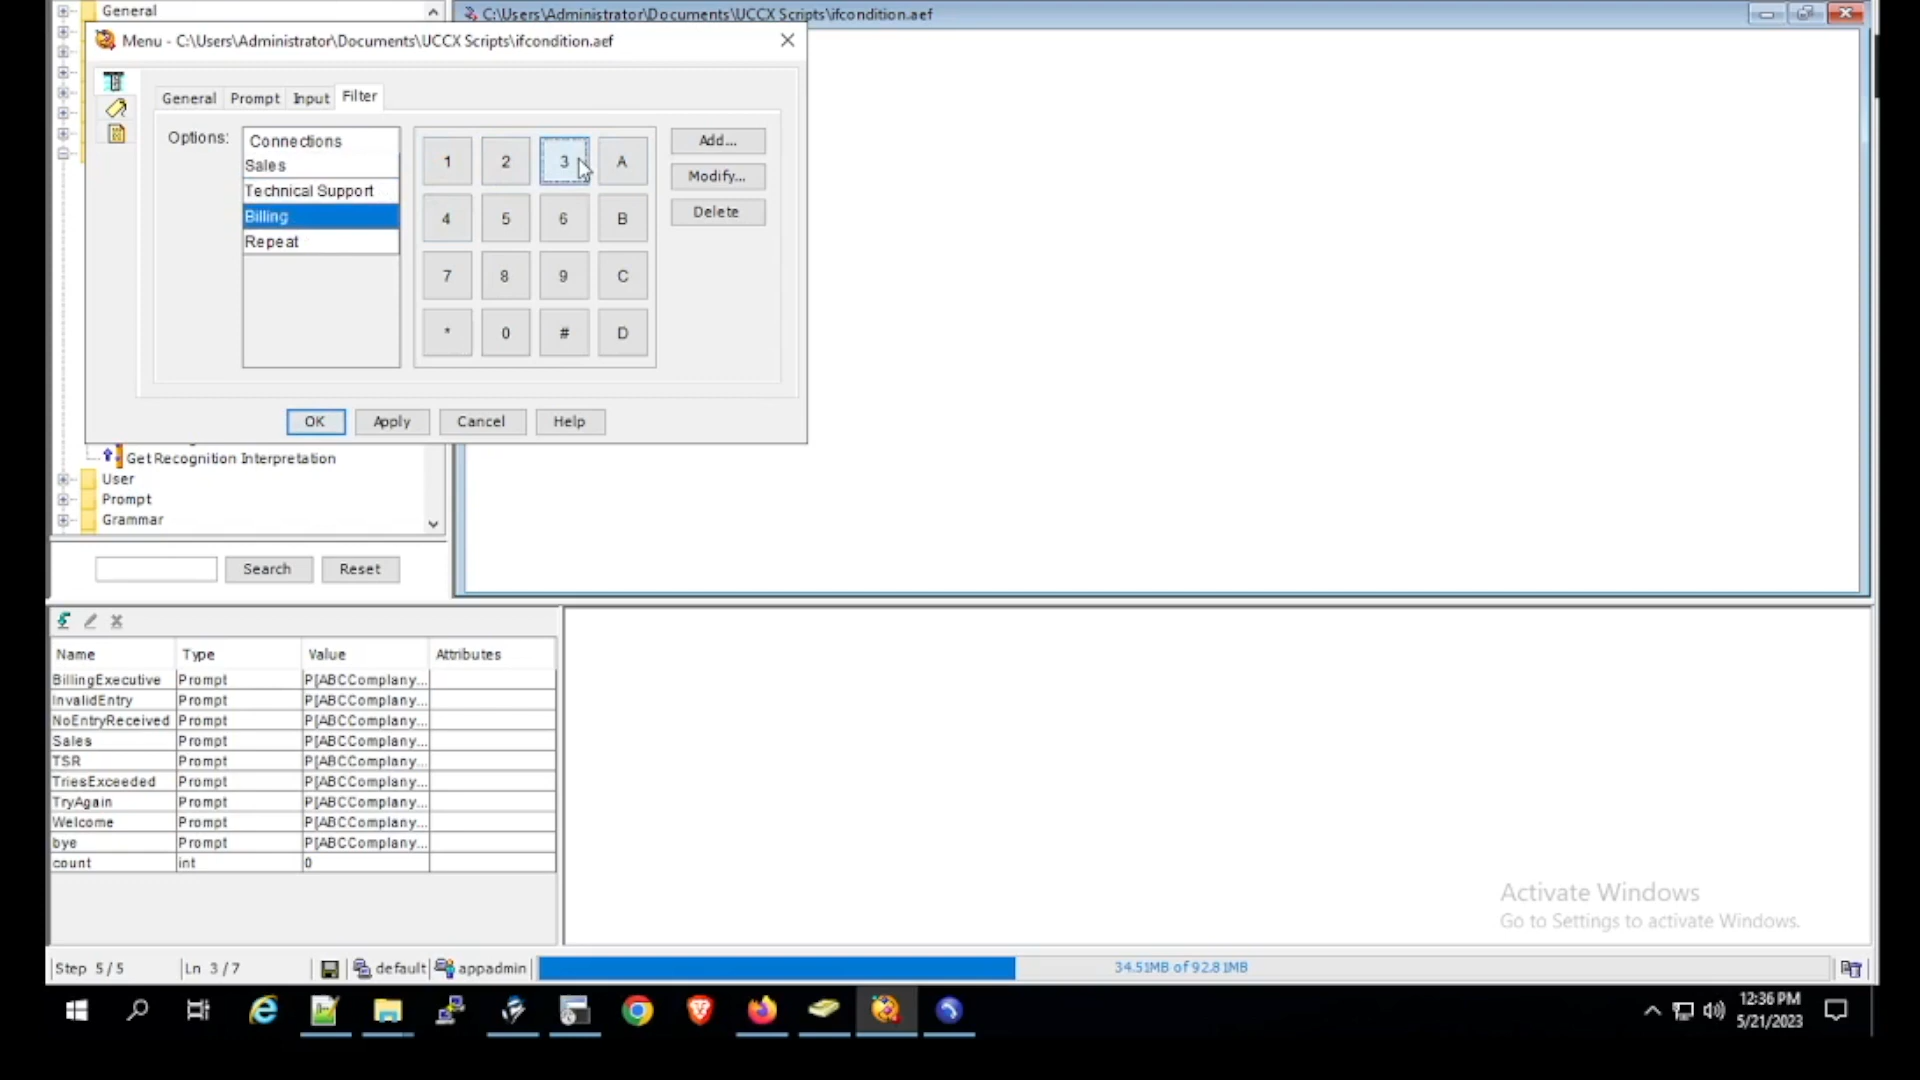 General
C:\Users\Administrator\Documents\UCCX Scripts\ifcondition.aef
Menu - C:\Users\Administrator\Documents\UCCX Scripts\ifcondition.aef
General Prompt Input Filter
Options:
Connections
Sales
Technical Support
Billing
Repeat
1 2 3 A
4 5 6 B
7 8 9 C
* 0 # D
Add...
Modify...
Delete
OK Apply Cancel Help
Get Recognition Interpretation
User
Prompt
Grammar
Search Reset
Name Type Value Attributes
BillingExecutive Prompt P[ABCComplany...
InvalidEntry Prompt P[ABCComplany...
NoEntryReceived Prompt P[ABCComplany...
Sales Prompt P[ABCComplany...
TSR Prompt P[ABCComplany...
TriesExceeded Prompt P[ABCComplany...
TryAgain Prompt P[ABCComplany...
Welcome Prompt P[ABCComplany...
bye Prompt P[ABCComplany...
count int 0
Activate Windows
Go to Settings to activate Windows.
Step 5/5 Ln 3/7 default appadmin 34.51MB of 92.81MB
12:36 PM
5/21/2023